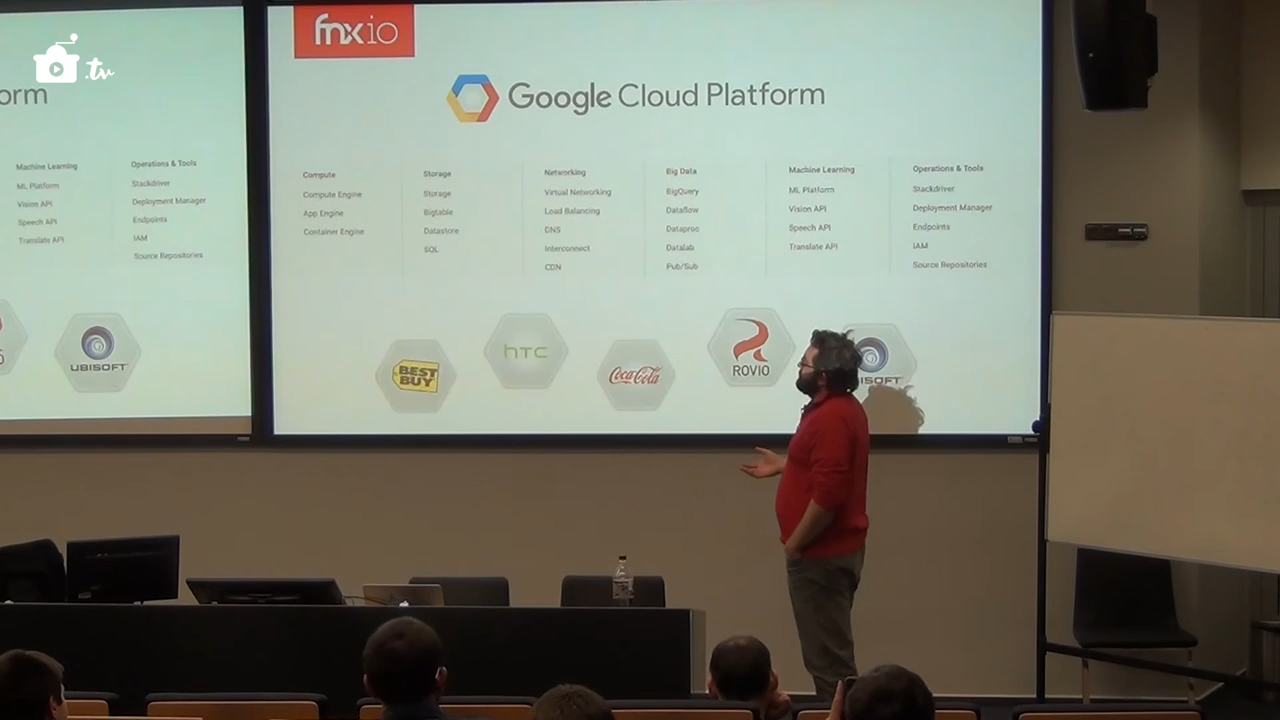 .tv
orm
Machine Learning
ML Platform
Vision API
Speech API
Translate API
Operations & Tools
Stackdriver
Deployment Manager
Endpoints
IAM
Source Repositories
UBISOFT
fnxio
Google Cloud Platform
Compute
Compute Engine
App Engine
Container Engine
Storage
Storage
Bigtable
Datastore
SQL
Networking
Virtual Networking
Load Balancing
DNS
Interconnect
CDN
Big Data
BigQuery
Dataflow
Dataproc
Datalab
Pub/Sub
Machine Learning
ML Platform
Vision API
Speech API
Translate API
Operations & Tools
Stackdriver
Deployment Manager
Endpoints
IAM
Source Repositories
BEST
BUY
hTC
Coca-Cola
ROVIO
ISOFT